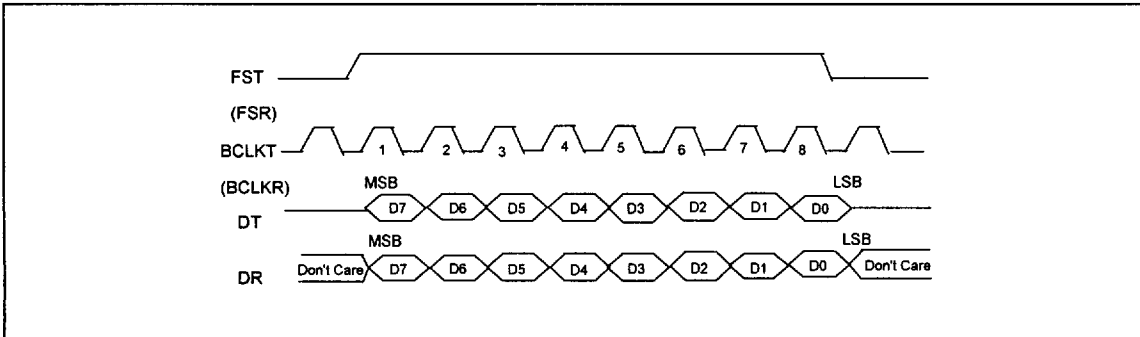 FST
(FSR)
BCLKT 1 2 3 4 5 6 7 8
(BCLKR) MSB LSB
DT D7 D6 D5 D4 D3 D2 D1 D0
MSB LSB
DR Don't Care D7 D6 D5 D4 D3 D2 D1 D0 Don't Care